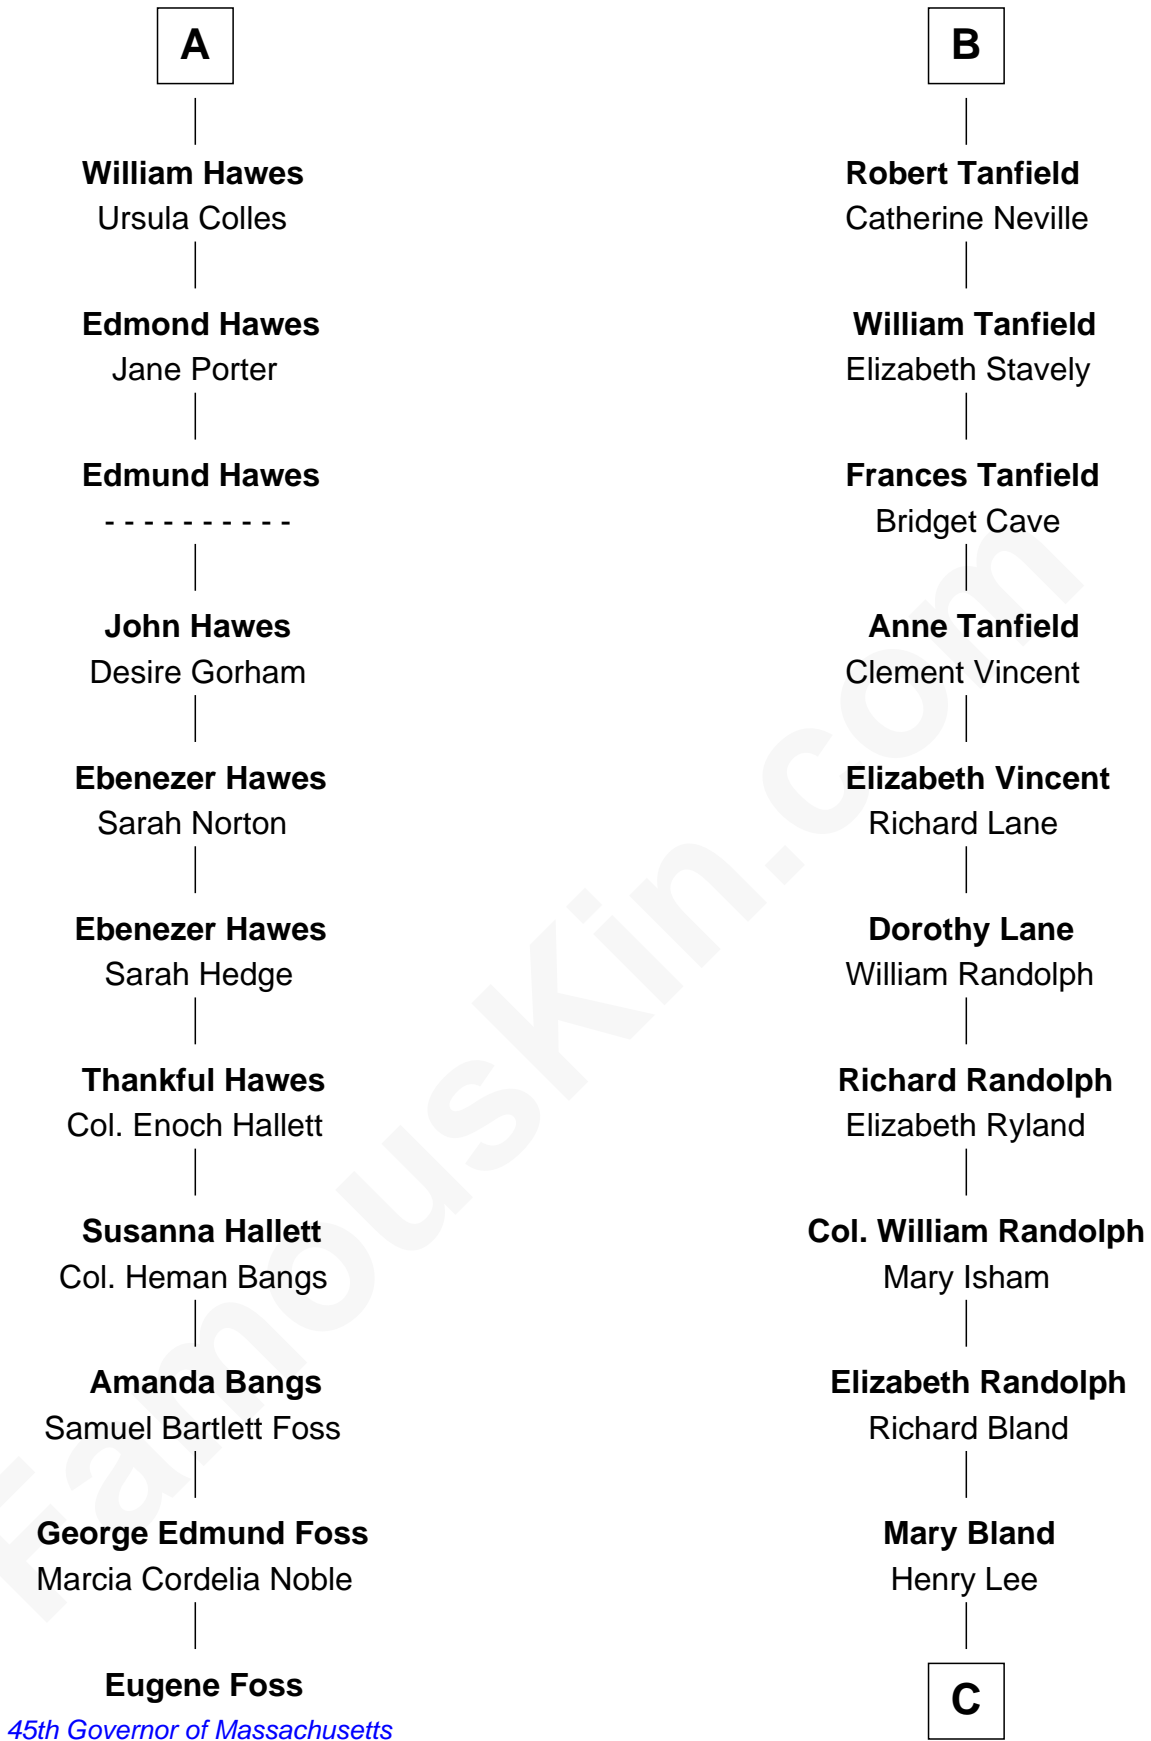 A
William Hawes
Ursula Colles
Edmond Hawes
Jane Porter
Edmund Hawes
- - - - - - - - - -
John Hawes
Desire Gorham
Ebenezer Hawes
Sarah Norton
Ebenezer Hawes
Sarah Hedge
Thankful Hawes
Col. Enoch Hallett
Susanna Hallett
Col. Heman Bangs
Amanda Bangs
Samuel Bartlett Foss
George Edmund Foss
Marcia Cordelia Noble
Eugene Foss
45th Governor of Massachusetts
B
Robert Tanfield
Catherine Neville
William Tanfield
Elizabeth Stavely
Frances Tanfield
Bridget Cave
Anne Tanfield
Clement Vincent
Elizabeth Vincent
Richard Lane
Dorothy Lane
William Randolph
Richard Randolph
Elizabeth Ryland
Col. William Randolph
Mary Isham
Elizabeth Randolph
Richard Bland
Mary Bland
Henry Lee
C
FamousKin.com